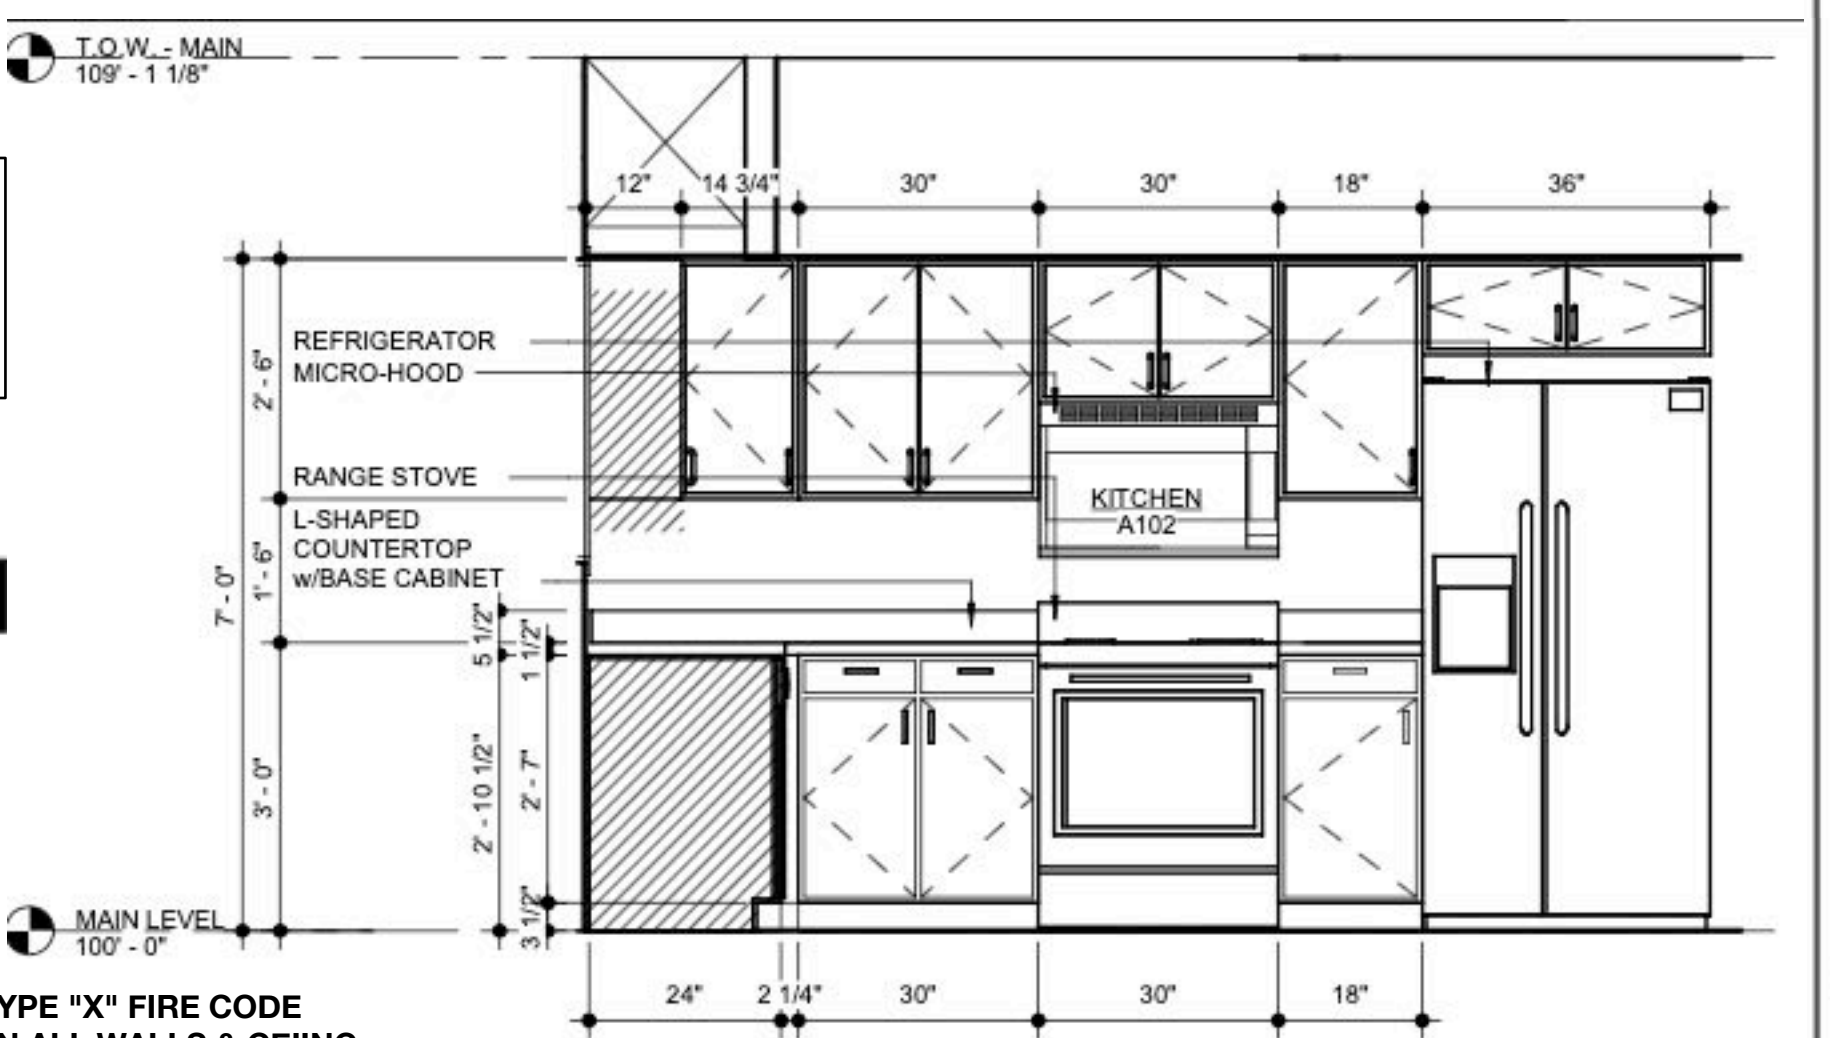 T.O.W. - MAIN
109' - 1 1/8"
12" 14 3/4" 30" 30" 18" 36"
REFRIGERATOR
MICRO-HOOD
RANGE STOVE
L-SHAPED
COUNTERTOP
w/BASE CABINET
KITCHEN
A102
7' - 0"
2' - 6"
1' - 6"
3' - 0"
5 1/2"
2' - 10 1/2"
1 1/2"
2' - 7"
3 1/2"
MAIN LEVEL
100' - 0"
24" 2 1/4" 30" 30" 18"
YPE "X" FIRE CODE
N ALL WALLS &